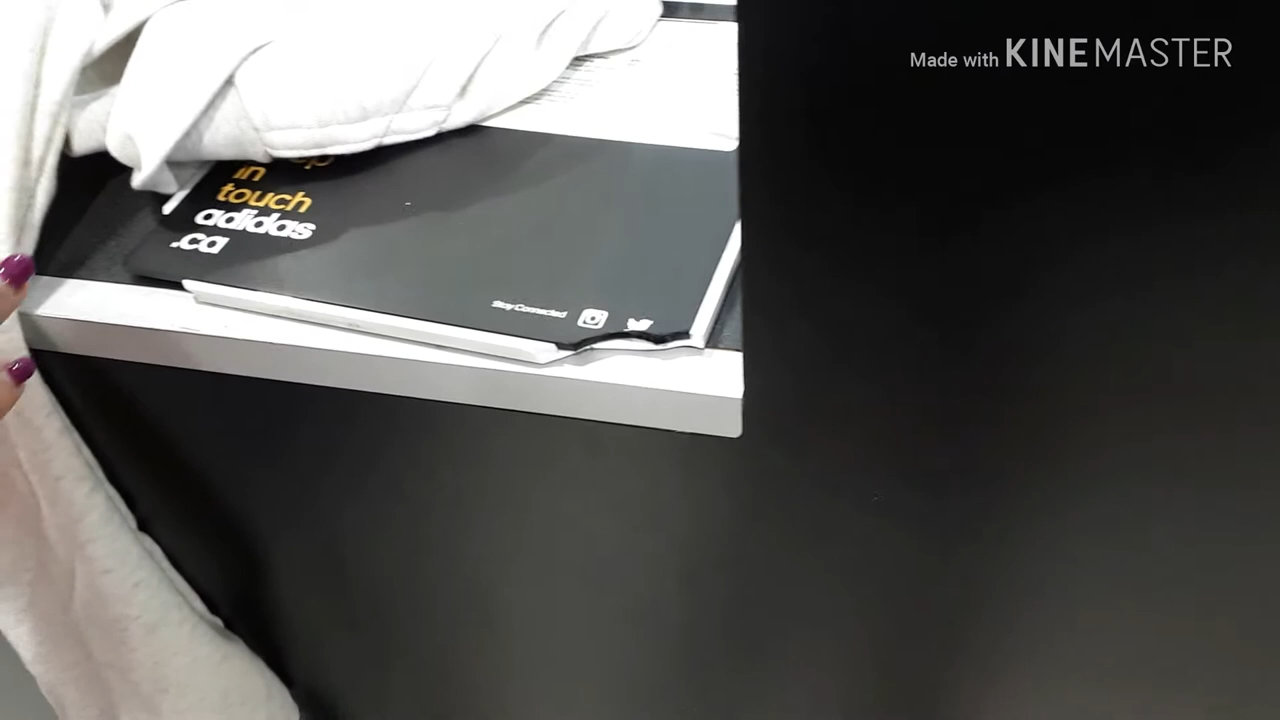 Made with KINEMASTER
in
touch
adidas
.ca
Stay Connected